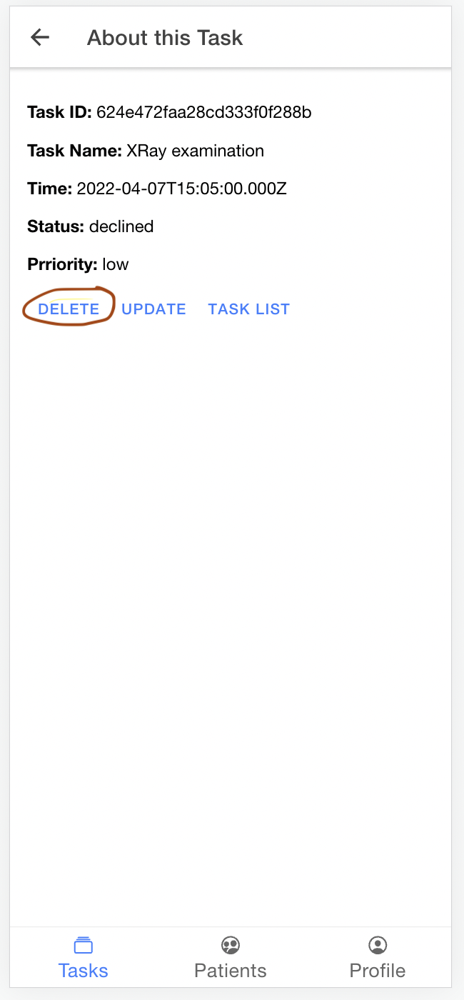 About this Task
Task ID: 624e472faa28cd333f0f288b
Task Name: XRay examination
Time: 2022-04-07T15:05:00.000Z
Status: declined
Prriority: low
DELETE UPDATE TASK LIST
Tasks Patients Profile